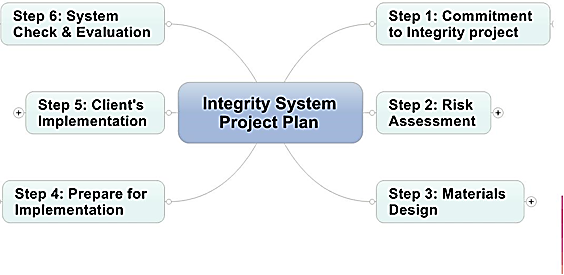 Step 6: System
Check & Evaluation
Step 1: Commitment
to Integrity project
Step 5: Client's
Implementation
Integrity System
Project Plan
Step 2: Risk
Assessment
Step 4: Prepare for
Implementation
Step 3: Materials
Design